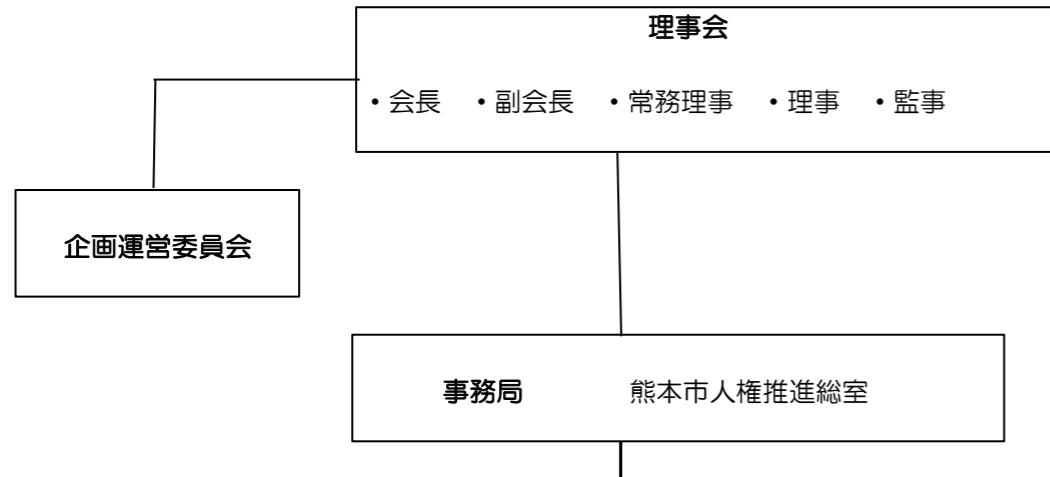 理事会
・会長　・副会長　・常務理事　・理事　・監事
企画運営委員会
事務局　熊本市人権推進総室